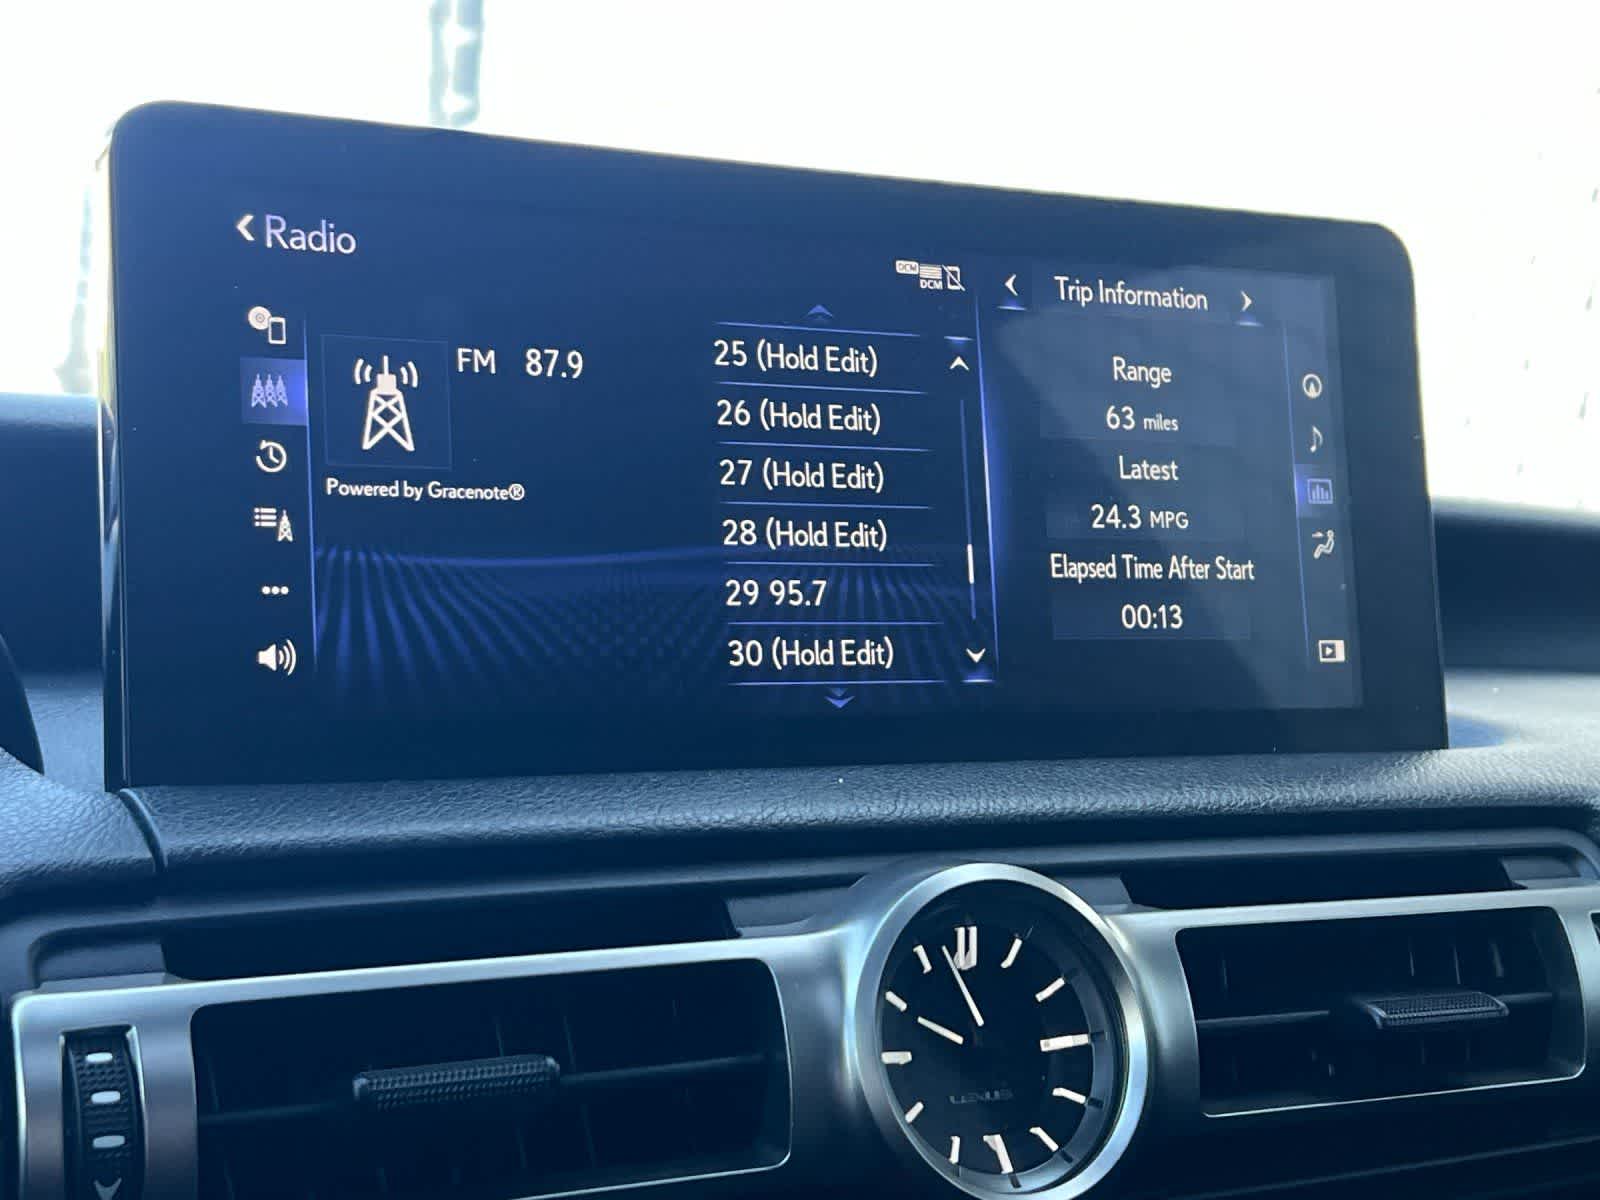 Radio
DCM
DCM
FM 87.9
Powered by Gracenote®
25 (Hold Edit)
26 (Hold Edit)
27 (Hold Edit)
28 (Hold Edit)
29 95.7
30 (Hold Edit)
Trip Information
Range
63 miles
Latest
24.3 MPG
Elapsed Time After Start
00:13
LEXUS